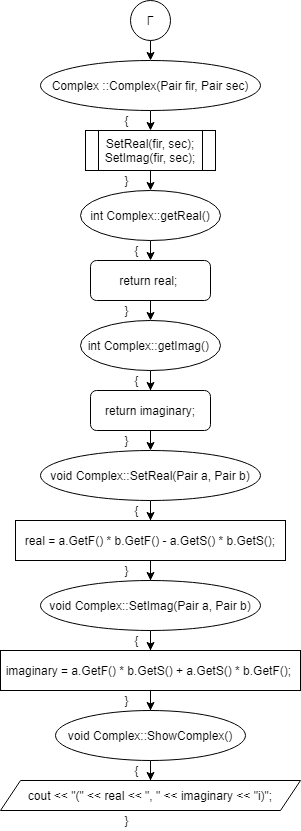 Г
Complex ::Complex(Pair fir, Pair sec)
{
SetReal(fir, sec);
SetImag(fir, sec);
}
int Complex::getReal()
{
return real;
}
int Complex::getImag()
{
return imaginary;
}
void Complex::SetReal(Pair a, Pair b)
{
real = a.GetF() * b.GetF() - a.GetS() * b.GetS();
}
void Complex::SetImag(Pair a, Pair b)
{
imaginary = a.GetF() * b.GetS() + a.GetS() * b.GetF();
}
void Complex::ShowComplex()
{
cout << "(" << real << ", " << imaginary << "i)";
}